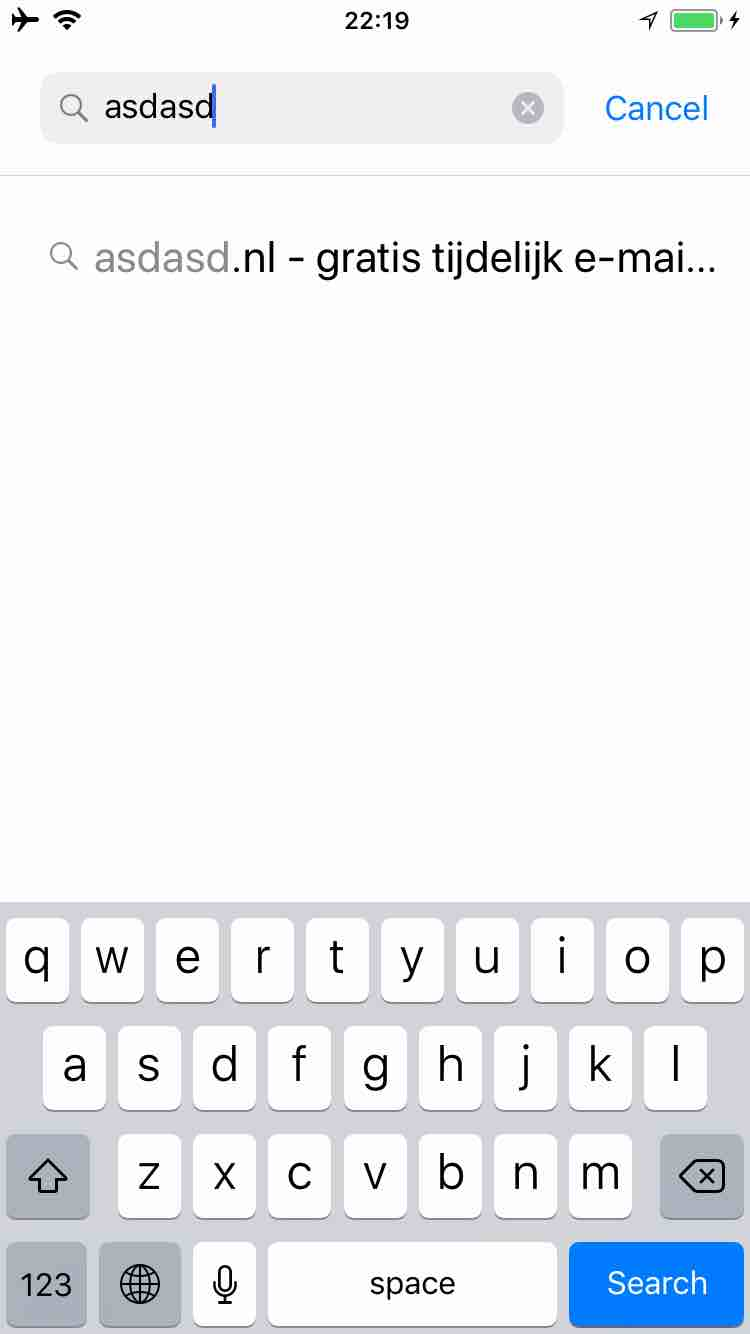 22:19
asdasd Cancel
asdasd.nl - gratis tijdelijk e-mai...
q w e r t y u i o p
a s d f g h j k l
z x c v b n m
123 space Search